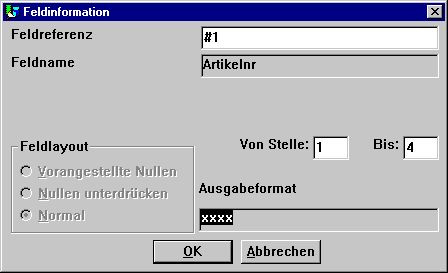 Feldinformation
Feldreferenz #1
Feldname Artikelnr
Von Stelle: 1 Bis: 4
Feldlayout
Vorangestellte Nullen
Nullen unterdrücken
Normal
Ausgabeformat
xxxx
OK Abbrechen